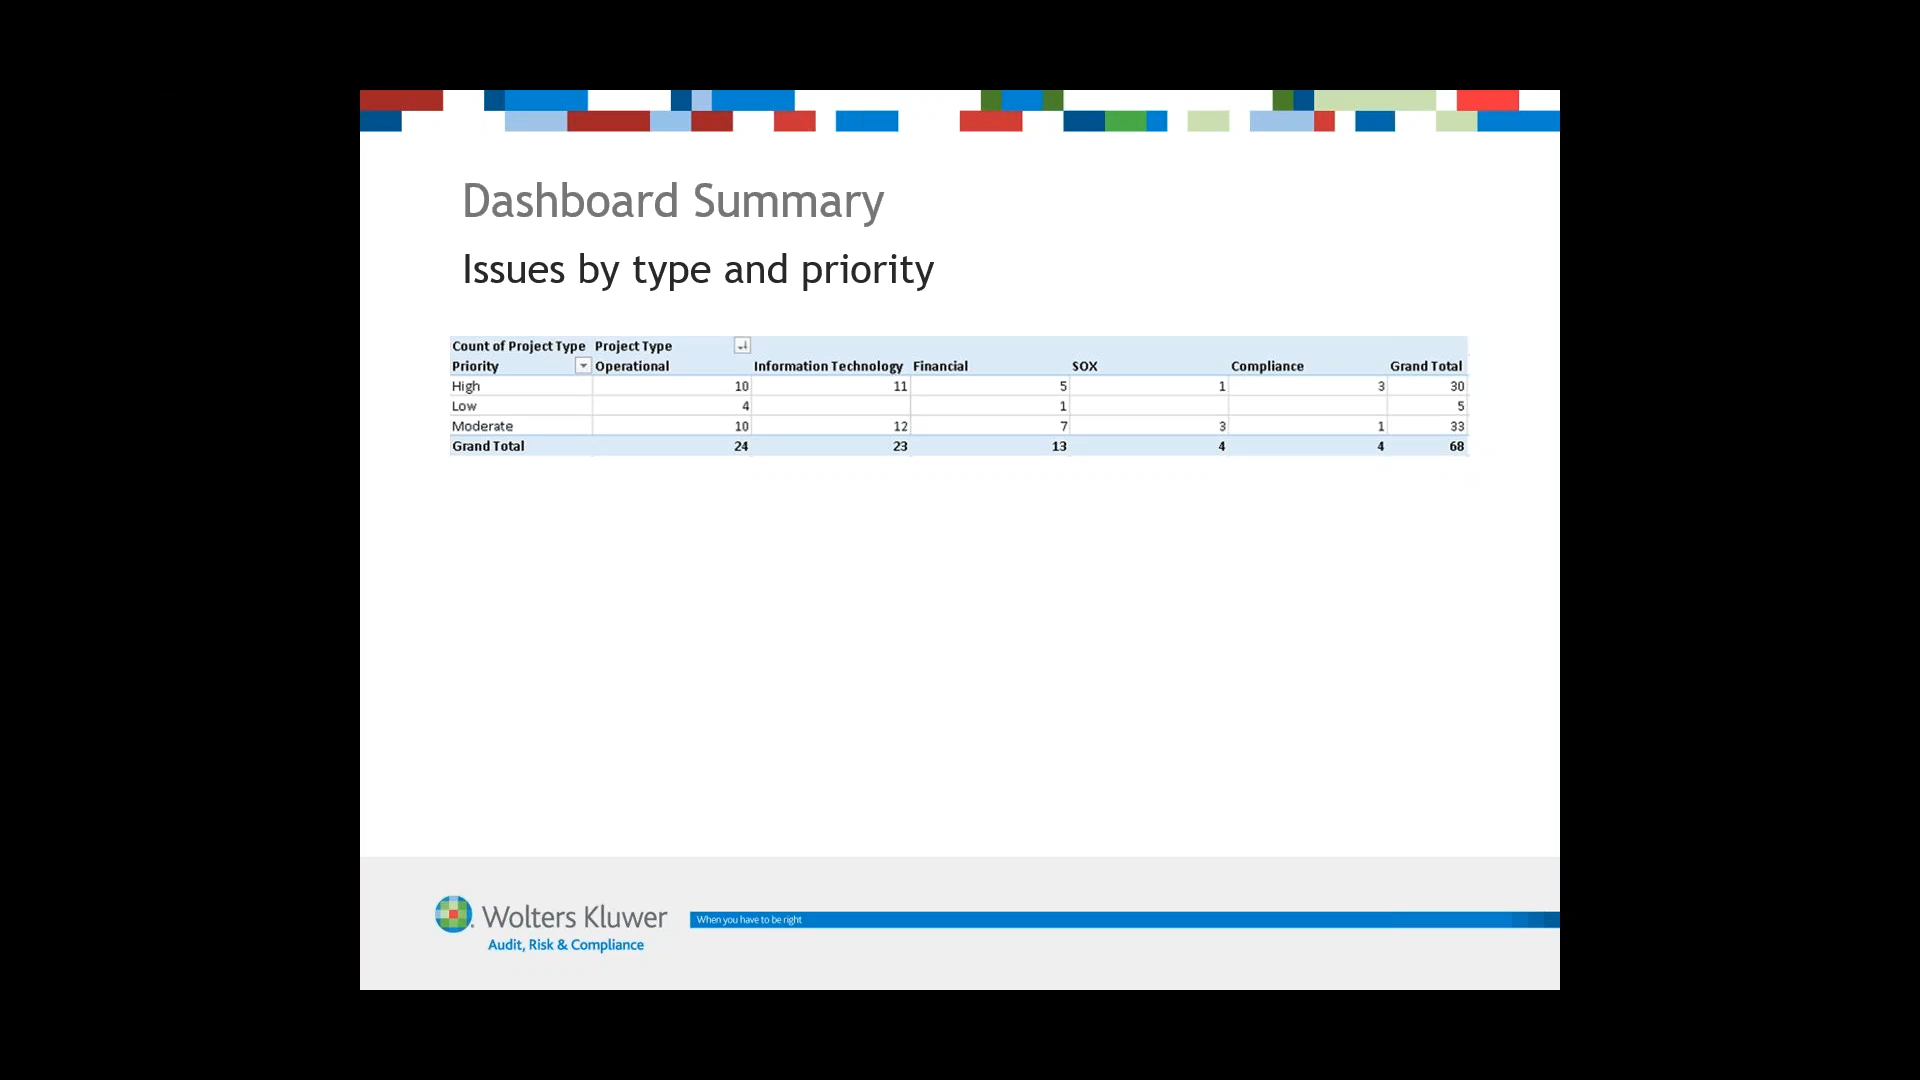 Dashboard Summary
Issues by type and priority
Count of Project Type Project Type
Priority Operational Information Technology Financial SOX Compliance Grand Total
High 10 11 5 1 3 30
Low 4 1 5
Moderate 10 12 7 3 1 33
Grand Total 24 23 13 4 4 68
Wolters Kluwer
When you have to be right
Audit, Risk & Compliance